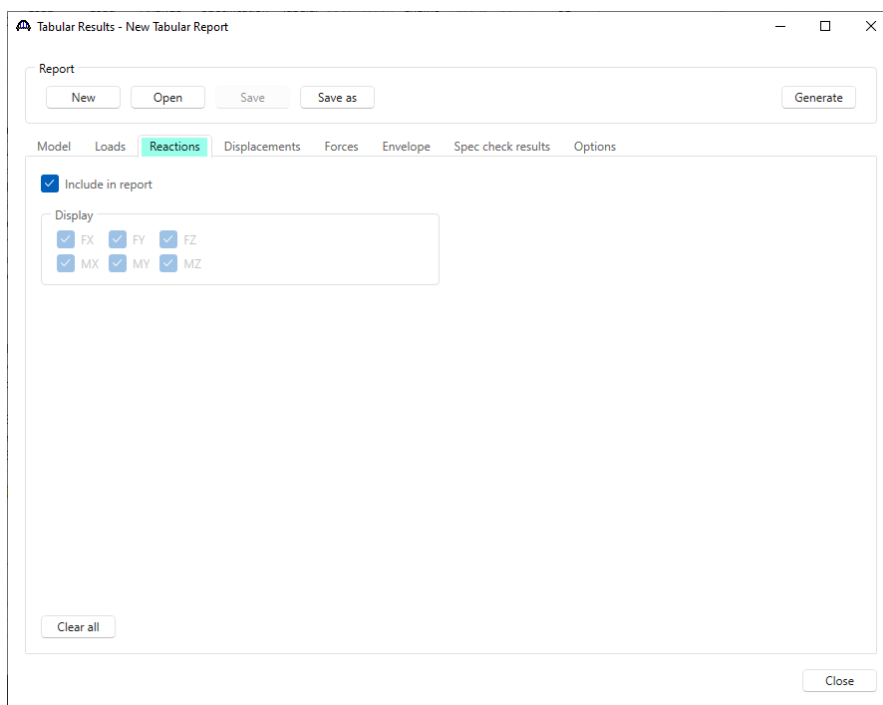 Tabular Results - New Tabular Report
Report
New Open Save Save as Generate
Model Loads Reactions Displacements Forces Envelope Spec check results Options
Include in report
Display
FX FY FZ
MX MY MZ
Clear all
Close